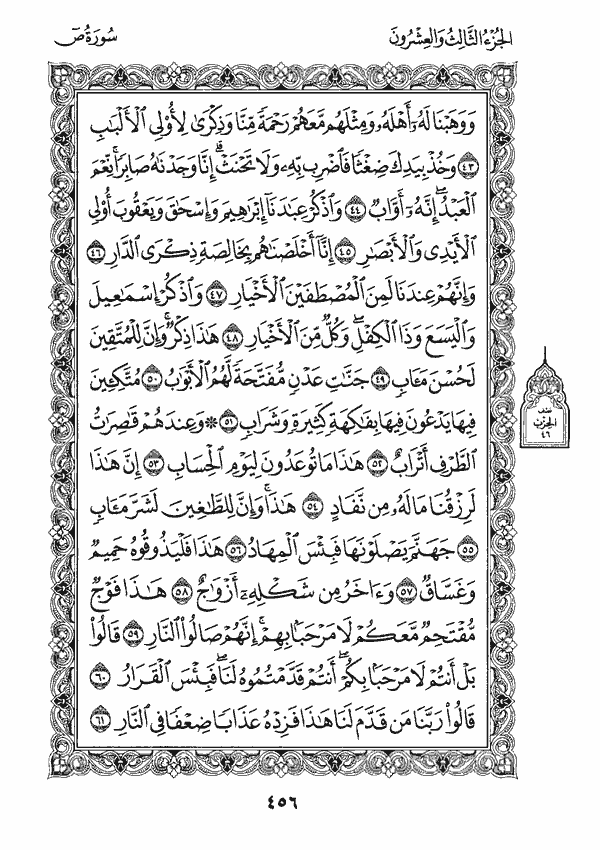 الجُزْءُ الثَّالِثُ وَالعِشْرُونَ
سُورَةُ صٓ
وَوَهَبْنَا لَهُۥٓ أَهْلَهُۥ وَمِثْلَهُم مَّعَهُمْ رَحْمَةً مِّنَّا وَذِكْرَىٰ لِأُو۟لِى ٱلْأَلْبَٰبِ
٤٣ وَخُذْ بِيَدِكَ ضِغْثًا فَٱضْرِب بِّهِۦ وَلَا تَحْنَثْ ۗ إِنَّا وَجَدْنَٰهُ صَابِرًا ۚ نِّعْمَ
ٱلْعَبْدُ ۖ إِنَّهُۥٓ أَوَّابٌ ٤٤ وَٱذْكُرْ عِبَٰدَنَآ إِبْرَٰهِيمَ وَإِسْحَٰقَ وَيَعْقُوبَ أُو۟لِى
ٱلْأَيْدِى وَٱلْأَبْصَٰرِ ٤٥ إِنَّآ أَخْلَصْنَٰهُم بِخَالِصَةٍ ذِكْرَى ٱلدَّارِ ٤٦
وَإِنَّهُمْ عِندَنَا لَمِنَ ٱلْمُصْطَفَيْنَ ٱلْأَخْيَارِ ٤٧ وَٱذْكُرْ إِسْمَٰعِيلَ
وَٱلْيَسَعَ وَذَا ٱلْكِفْلِ ۖ وَكُلٌّ مِّنَ ٱلْأَخْيَارِ ٤٨ هَٰذَا ذِكْرٌ ۚ وَإِنَّ لِلْمُتَّقِينَ
لَحُسْنَ مَـَٔابٍ ٤٩ جَنَّٰتِ عَدْنٍ مُّفَتَّحَةً لَّهُمُ ٱلْأَبْوَٰبُ ٥٠ مُتَّكِـِٔينَ
فِيهَا يَدْعُونَ فِيهَا بِفَٰكِهَةٍ كَثِيرَةٍ وَشَرَابٍ ٥١ ۞ وَعِندَهُمْ قَٰصِرَٰتُ
ٱلطَّرْفِ أَتْرَابٌ ٥٢ هَٰذَا مَا تُوعَدُونَ لِيَوْمِ ٱلْحِسَابِ ٥٣ إِنَّ هَٰذَا
لَرِزْقُنَا مَا لَهُۥ مِن نَّفَادٍ ٥٤ هَٰذَا ۚ وَإِنَّ لِلطَّٰغِينَ لَشَرَّ مَـَٔابٍ
٥٥ جَهَنَّمَ يَصْلَوْنَهَا فَبِئْسَ ٱلْمِهَادُ ٥٦ هَٰذَا فَلْيَذُوقُوهُ حَمِيمٌ
وَغَسَّاقٌ ٥٧ وَءَاخَرُ مِن شَكْلِهِۦٓ أَزْوَٰجٌ ٥٨ هَٰذَا فَوْجٌ
مُّقْتَحِمٌ مَّعَكُمْ ۖ لَا مَرْحَبًۢا بِهِمْ ۚ إِنَّهُمْ صَالُوا۟ ٱلنَّارِ ٥٩ قَالُوا۟
بَلْ أَنتُمْ لَا مَرْحَبًۢا بِكُمْ ۖ أَنتُمْ قَدَّمْتُمُوهُ لَنَا ۖ فَبِئْسَ ٱلْقَرَارُ ٦٠
قَالُوا۟ رَبَّنَا مَن قَدَّمَ لَنَا هَٰذَا فَزِدْهُ عَذَابًا ضِعْفًا فِى ٱلنَّارِ ٦١
نصف
الحزب
٤٦
٤٥٦